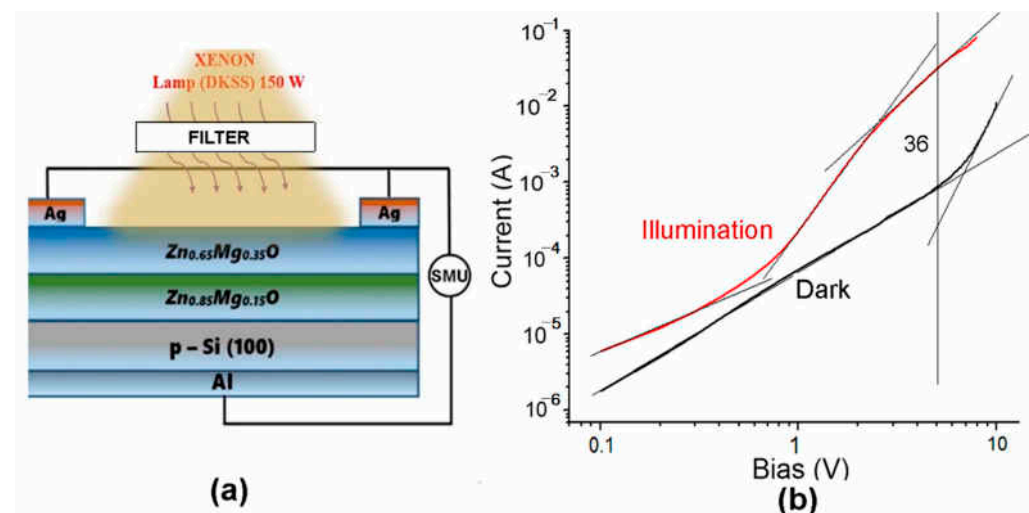 XENON
Lamp (DKSS) 150 W
FILTER
Ag
Ag
Zn0.65Mg0.35O
Zn0.85Mg0.15O
SMU
p – Si (100)
Al
(a)
Current (A)
10⁻¹
10⁻²
10⁻³
10⁻⁴
10⁻⁵
10⁻⁶
36
Illumination
Dark
0.1
1
10
Bias (V)
(b)